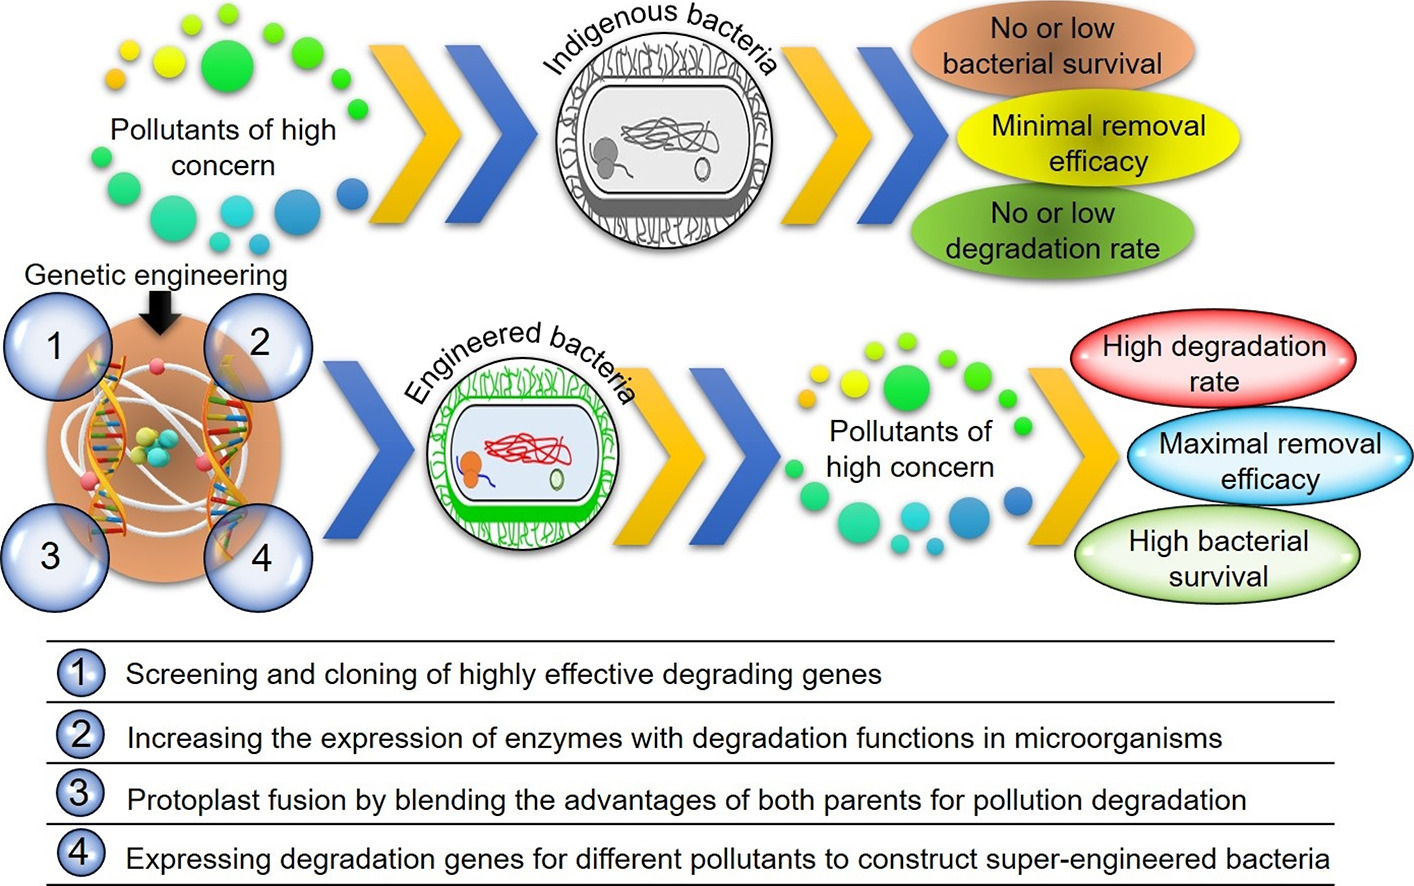 Pollutants of high
concern
Indigenous bacteria
No or low
bacterial survival
Minimal removal
efficacy
No or low
degradation rate
Genetic engineering
1
2
3
4
Engineered bacteria
Pollutants of
high concern
High degradation
rate
Maximal removal
efficacy
High bacterial
survival
1 Screening and cloning of highly effective degrading genes
2 Increasing the expression of enzymes with degradation functions in microorganisms
3 Protoplast fusion by blending the advantages of both parents for pollution degradation
4 Expressing degradation genes for different pollutants to construct super-engineered bacteria